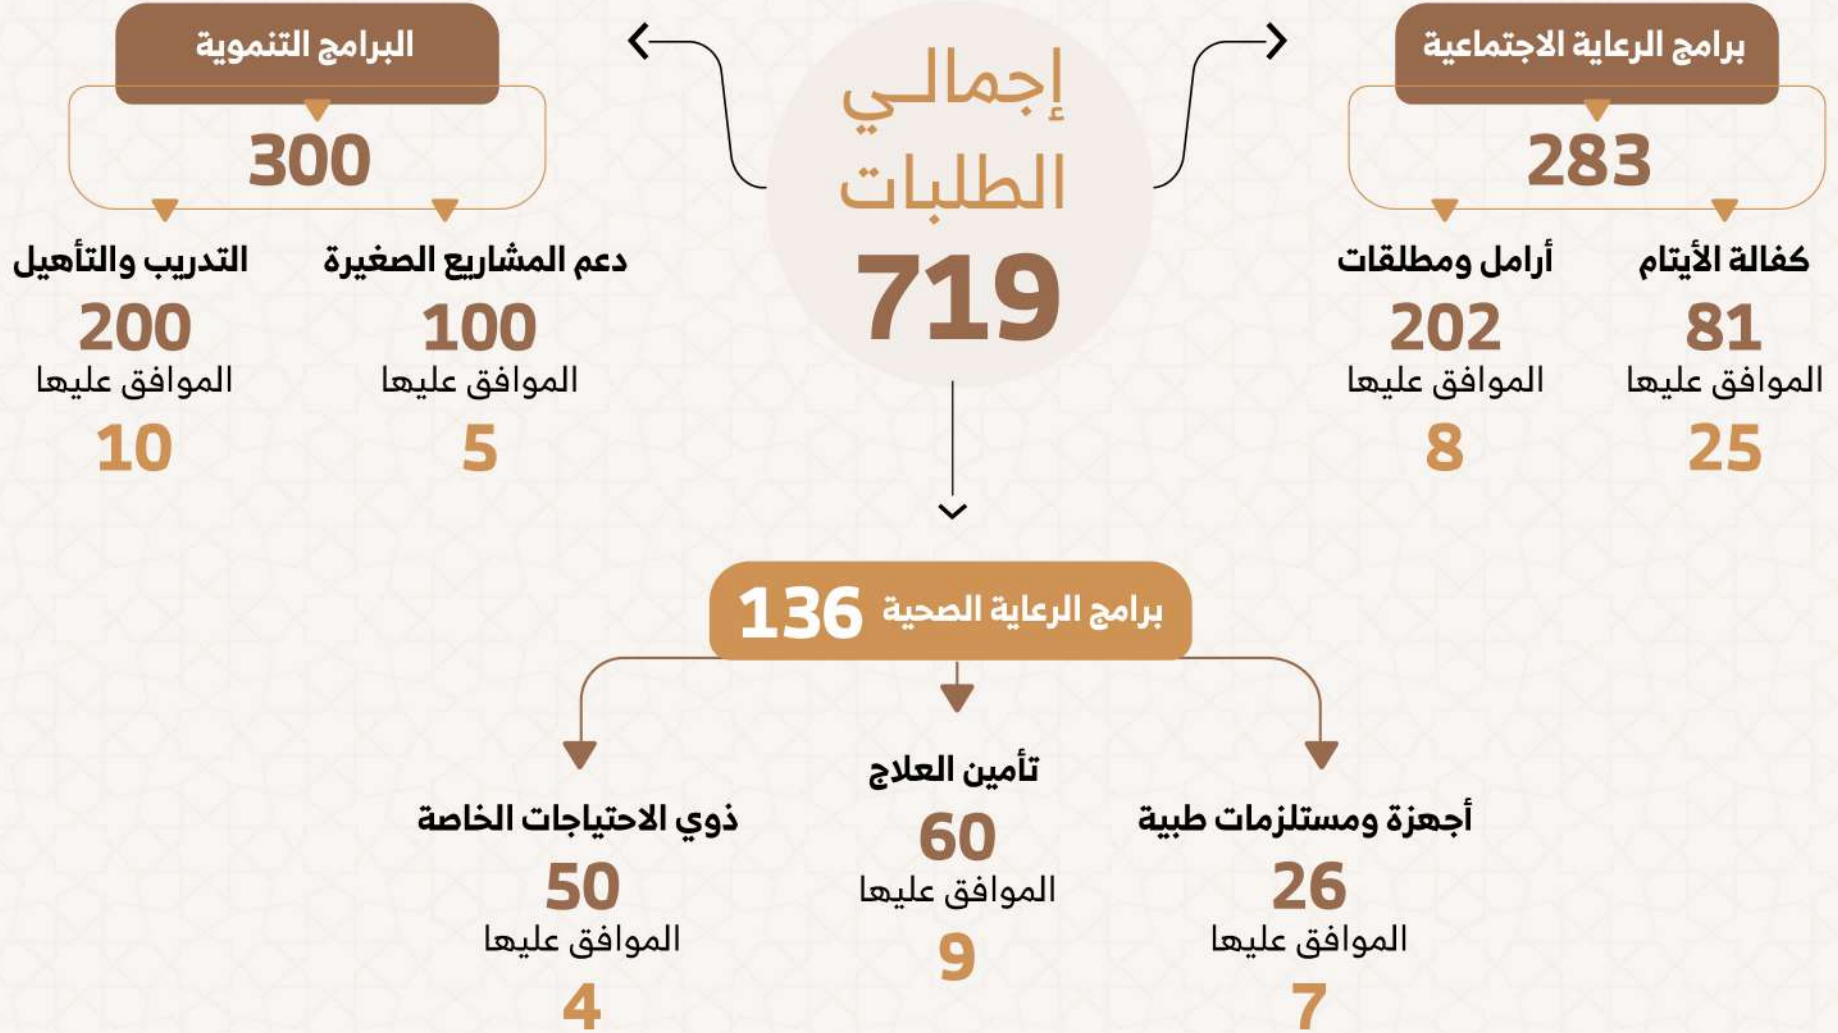 إجمالي
الطلبات
719
برامج الرعاية الاجتماعية
283
كفالة الأيتام
81
الموافق عليها
25
أرامل ومطلقات
202
الموافق عليها
8
البرامج التنموية
300
دعم المشاريع الصغيرة
100
الموافق عليها
5
التدريب والتأهيل
200
الموافق عليها
10
برامج الرعاية الصحية 136
أجهزة ومستلزمات طبية
26
الموافق عليها
7
تأمين العلاج
60
الموافق عليها
9
ذوي الاحتياجات الخاصة
50
الموافق عليها
4